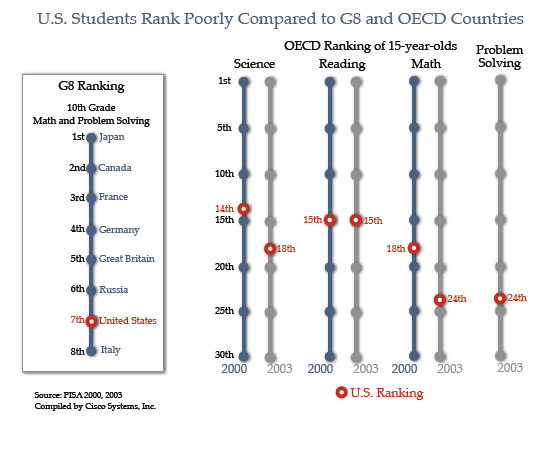 U.S. Students Rank Poorly Compared to G8 and OECD Countries
G8 Ranking
10th Grade
Math and Problem Solving
1st Japan
2nd Canada
3rd France
4th Germany
5th Great Britain
6th Russia
7th United States
8th Italy
Source: PISA 2000, 2003
Compiled by Cisco Systems, Inc.
OECD Ranking of 15-year-olds
Science Reading Math Problem Solving
1st
5th
10th
14th
15th 15th 15th
18th 18th
20th
24th 24th
25th
30th
2000 2003 2000 2003 2000 2003 2003
U.S. Ranking